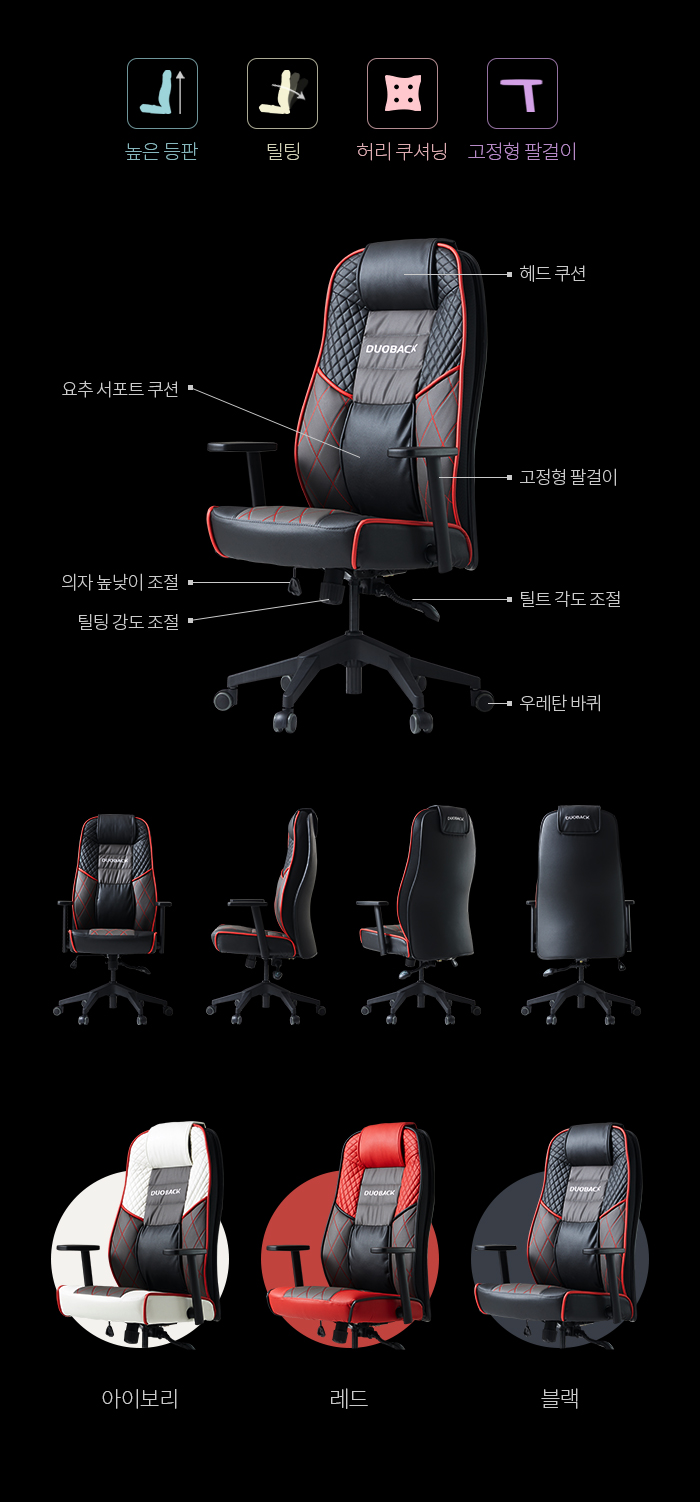 높은 등판
틸팅
허리 쿠셔닝
고정형 팔걸이
헤드 쿠션
DUOBACK
요추 서포트 쿠션
고정형 팔걸이
의자 높낮이 조절
틸트 각도 조절
틸팅 강도 조절
우레탄 바퀴
DUOBACK
DUOBACK
DUOBACK
DUOBACK
DUOBACK
DUOBACK
아이보리
레드
블랙